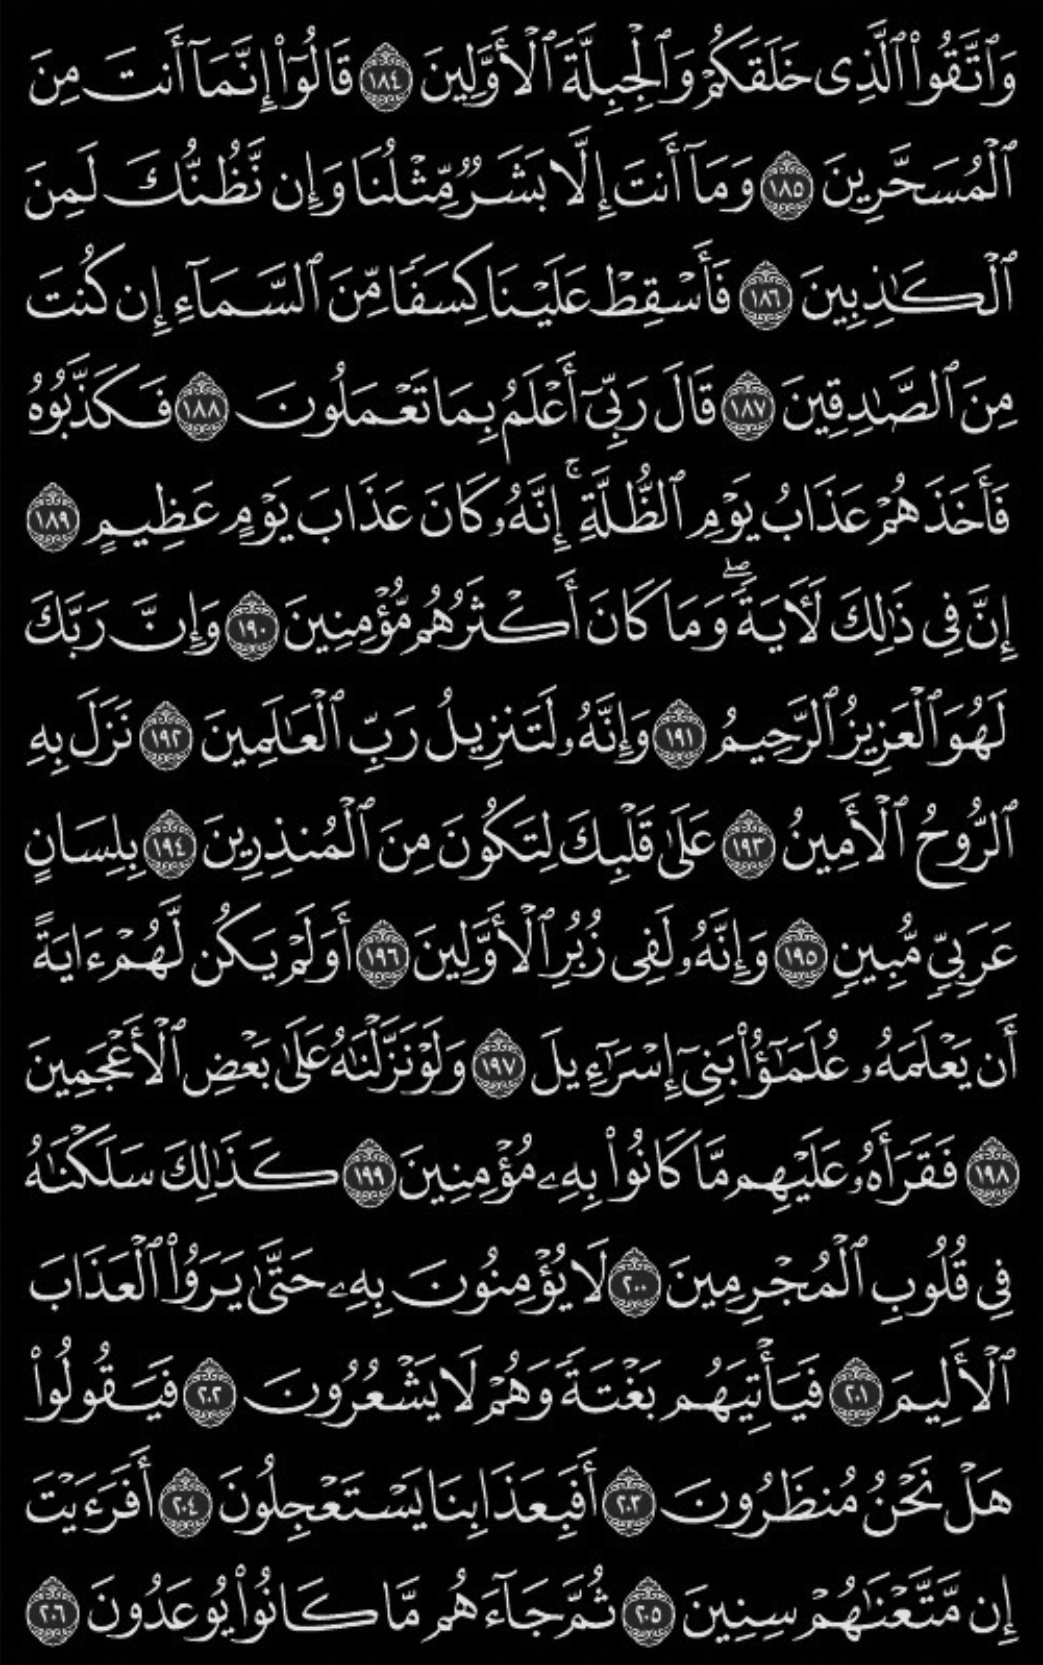 وَٱتَّقُوا۟ ٱلَّذِى خَلَقَكُمْ وَٱلْجِبِلَّةَ ٱلْأَوَّلِينَ ١٨٤ قَالُوٓا۟ إِنَّمَآ أَنتَ مِنَ
ٱلْمُسَحَّرِينَ ١٨٥ وَمَآ أَنتَ إِلَّا بَشَرٌ مِّثْلُنَا وَإِن نَّظُنُّكَ لَمِنَ
ٱلْكَـٰذِبِينَ ١٨٦ فَأَسْقِطْ عَلَيْنَا كِسَفًا مِّنَ ٱلسَّمَآءِ إِن كُنتَ
مِنَ ٱلصَّـٰدِقِينَ ١٨٧ قَالَ رَبِّىٓ أَعْلَمُ بِمَا تَعْمَلُونَ ١٨٨ فَكَذَّبُوهُ
فَأَخَذَهُمْ عَذَابُ يَوْمِ ٱلظُّلَّةِ ۚ إِنَّهُۥ كَانَ عَذَابَ يَوْمٍ عَظِيمٍ ١٨٩
إِنَّ فِى ذَٰلِكَ لَـَٔايَةً ۖ وَمَا كَانَ أَكْثَرُهُم مُّؤْمِنِينَ ١٩٠ وَإِنَّ رَبَّكَ
لَهُوَ ٱلْعَزِيزُ ٱلرَّحِيمُ ١٩١ وَإِنَّهُۥ لَتَنزِيلُ رَبِّ ٱلْعَـٰلَمِينَ ١٩٢ نَزَلَ بِهِ
ٱلرُّوحُ ٱلْأَمِينُ ١٩٣ عَلَىٰ قَلْبِكَ لِتَكُونَ مِنَ ٱلْمُنذِرِينَ ١٩٤ بِلِسَانٍ
عَرَبِىٍّ مُّبِينٍ ١٩٥ وَإِنَّهُۥ لَفِى زُبُرِ ٱلْأَوَّلِينَ ١٩٦ أَوَلَمْ يَكُن لَّهُمْ ءَايَةً
أَن يَعْلَمَهُۥ عُلَمَـٰٓؤُا۟ بَنِىٓ إِسْرَٰٓءِيلَ ١٩٧ وَلَوْ نَزَّلْنَـٰهُ عَلَىٰ بَعْضِ ٱلْأَعْجَمِينَ
١٩٨ فَقَرَأَهُۥ عَلَيْهِم مَّا كَانُوا۟ بِهِۦ مُؤْمِنِينَ ١٩٩ كَذَٰلِكَ سَلَكْنَـٰهُ
فِى قُلُوبِ ٱلْمُجْرِمِينَ ٢٠٠ لَا يُؤْمِنُونَ بِهِۦ حَتَّىٰ يَرَوُا۟ ٱلْعَذَابَ
ٱلْأَلِيمَ ٢٠١ فَيَأْتِيَهُم بَغْتَةً وَهُمْ لَا يَشْعُرُونَ ٢٠٢ فَيَقُولُوا۟
هَلْ نَحْنُ مُنظَرُونَ ٢٠٣ أَفَبِعَذَابِنَا يَسْتَعْجِلُونَ ٢٠٤ أَفَرَءَيْتَ
إِن مَّتَّعْنَـٰهُمْ سِنِينَ ٢٠٥ ثُمَّ جَآءَهُم مَّا كَانُوا۟ يُوعَدُونَ ٢٠٦